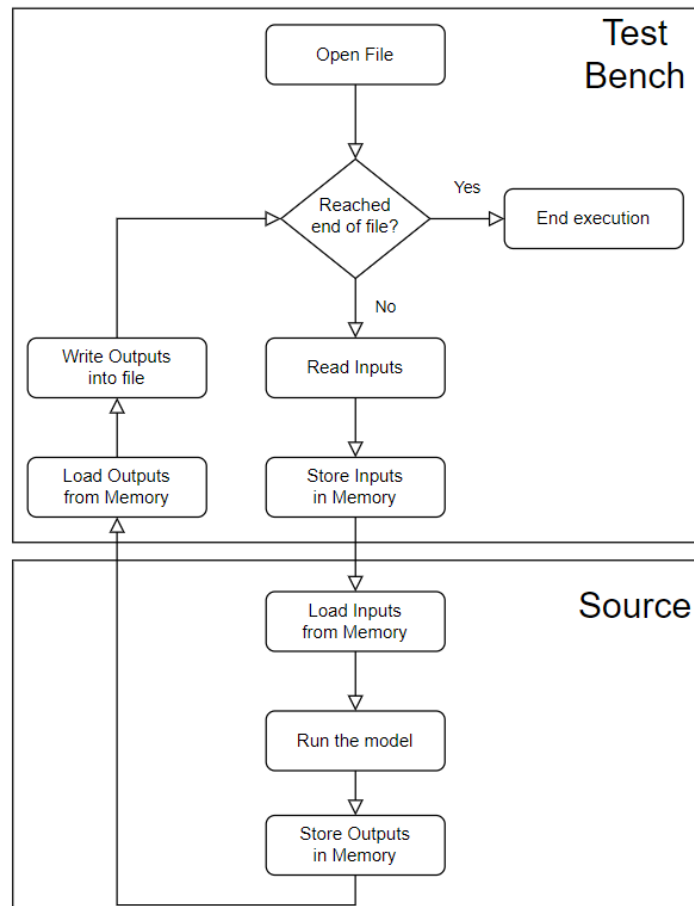 Test
Bench
Open File
Reached
end of file?
Yes
End execution
No
Write Outputs
into file
Read Inputs
Load Outputs
from Memory
Store Inputs
in Memory
Source
Load Inputs
from Memory
Run the model
Store Outputs
in Memory